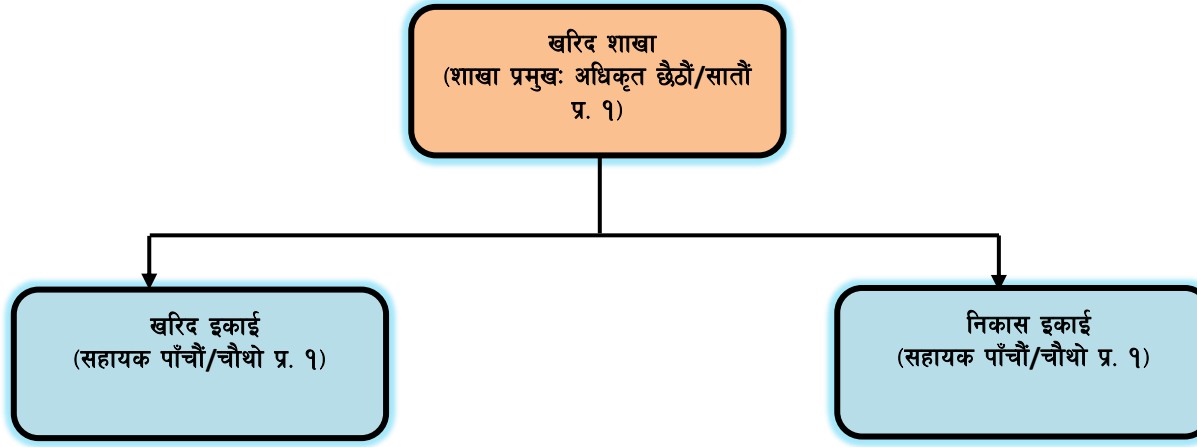 खरिद शाखा
(शाखा प्रमुखः अधिकृत छैठौं/सातौं
प्र. १)
खरिद इकाई
(सहायक पाँचौं/चौथो प्र. १)
निकास इकाई
(सहायक पाँचौं/चौथो प्र. १)